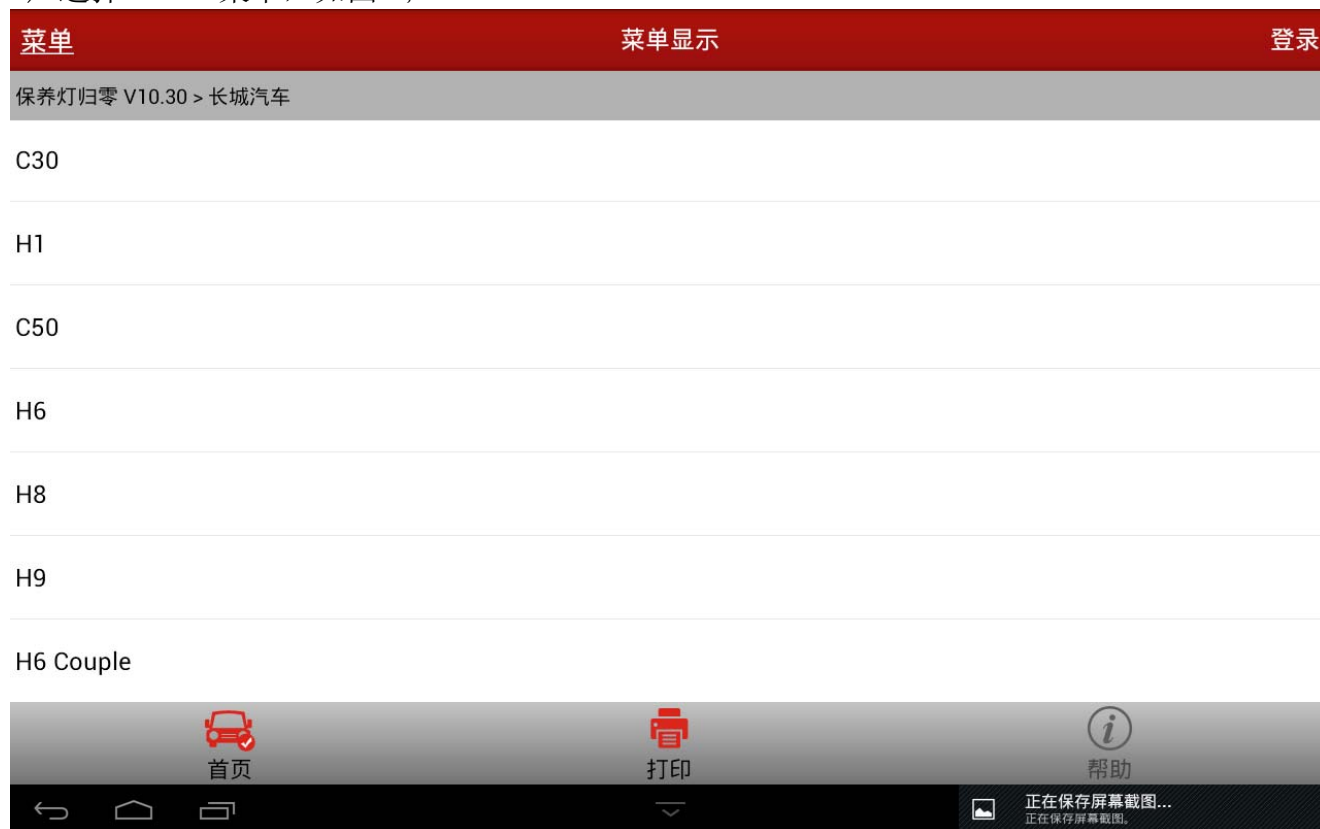 菜单 菜单显示 登录
保养灯归零 V10.30 > 长城汽车
C30
H1
C50
H6
H8
H9
H6 Couple
首页 打印 帮助
正在保存屏幕截图...
正在保存屏幕截图。